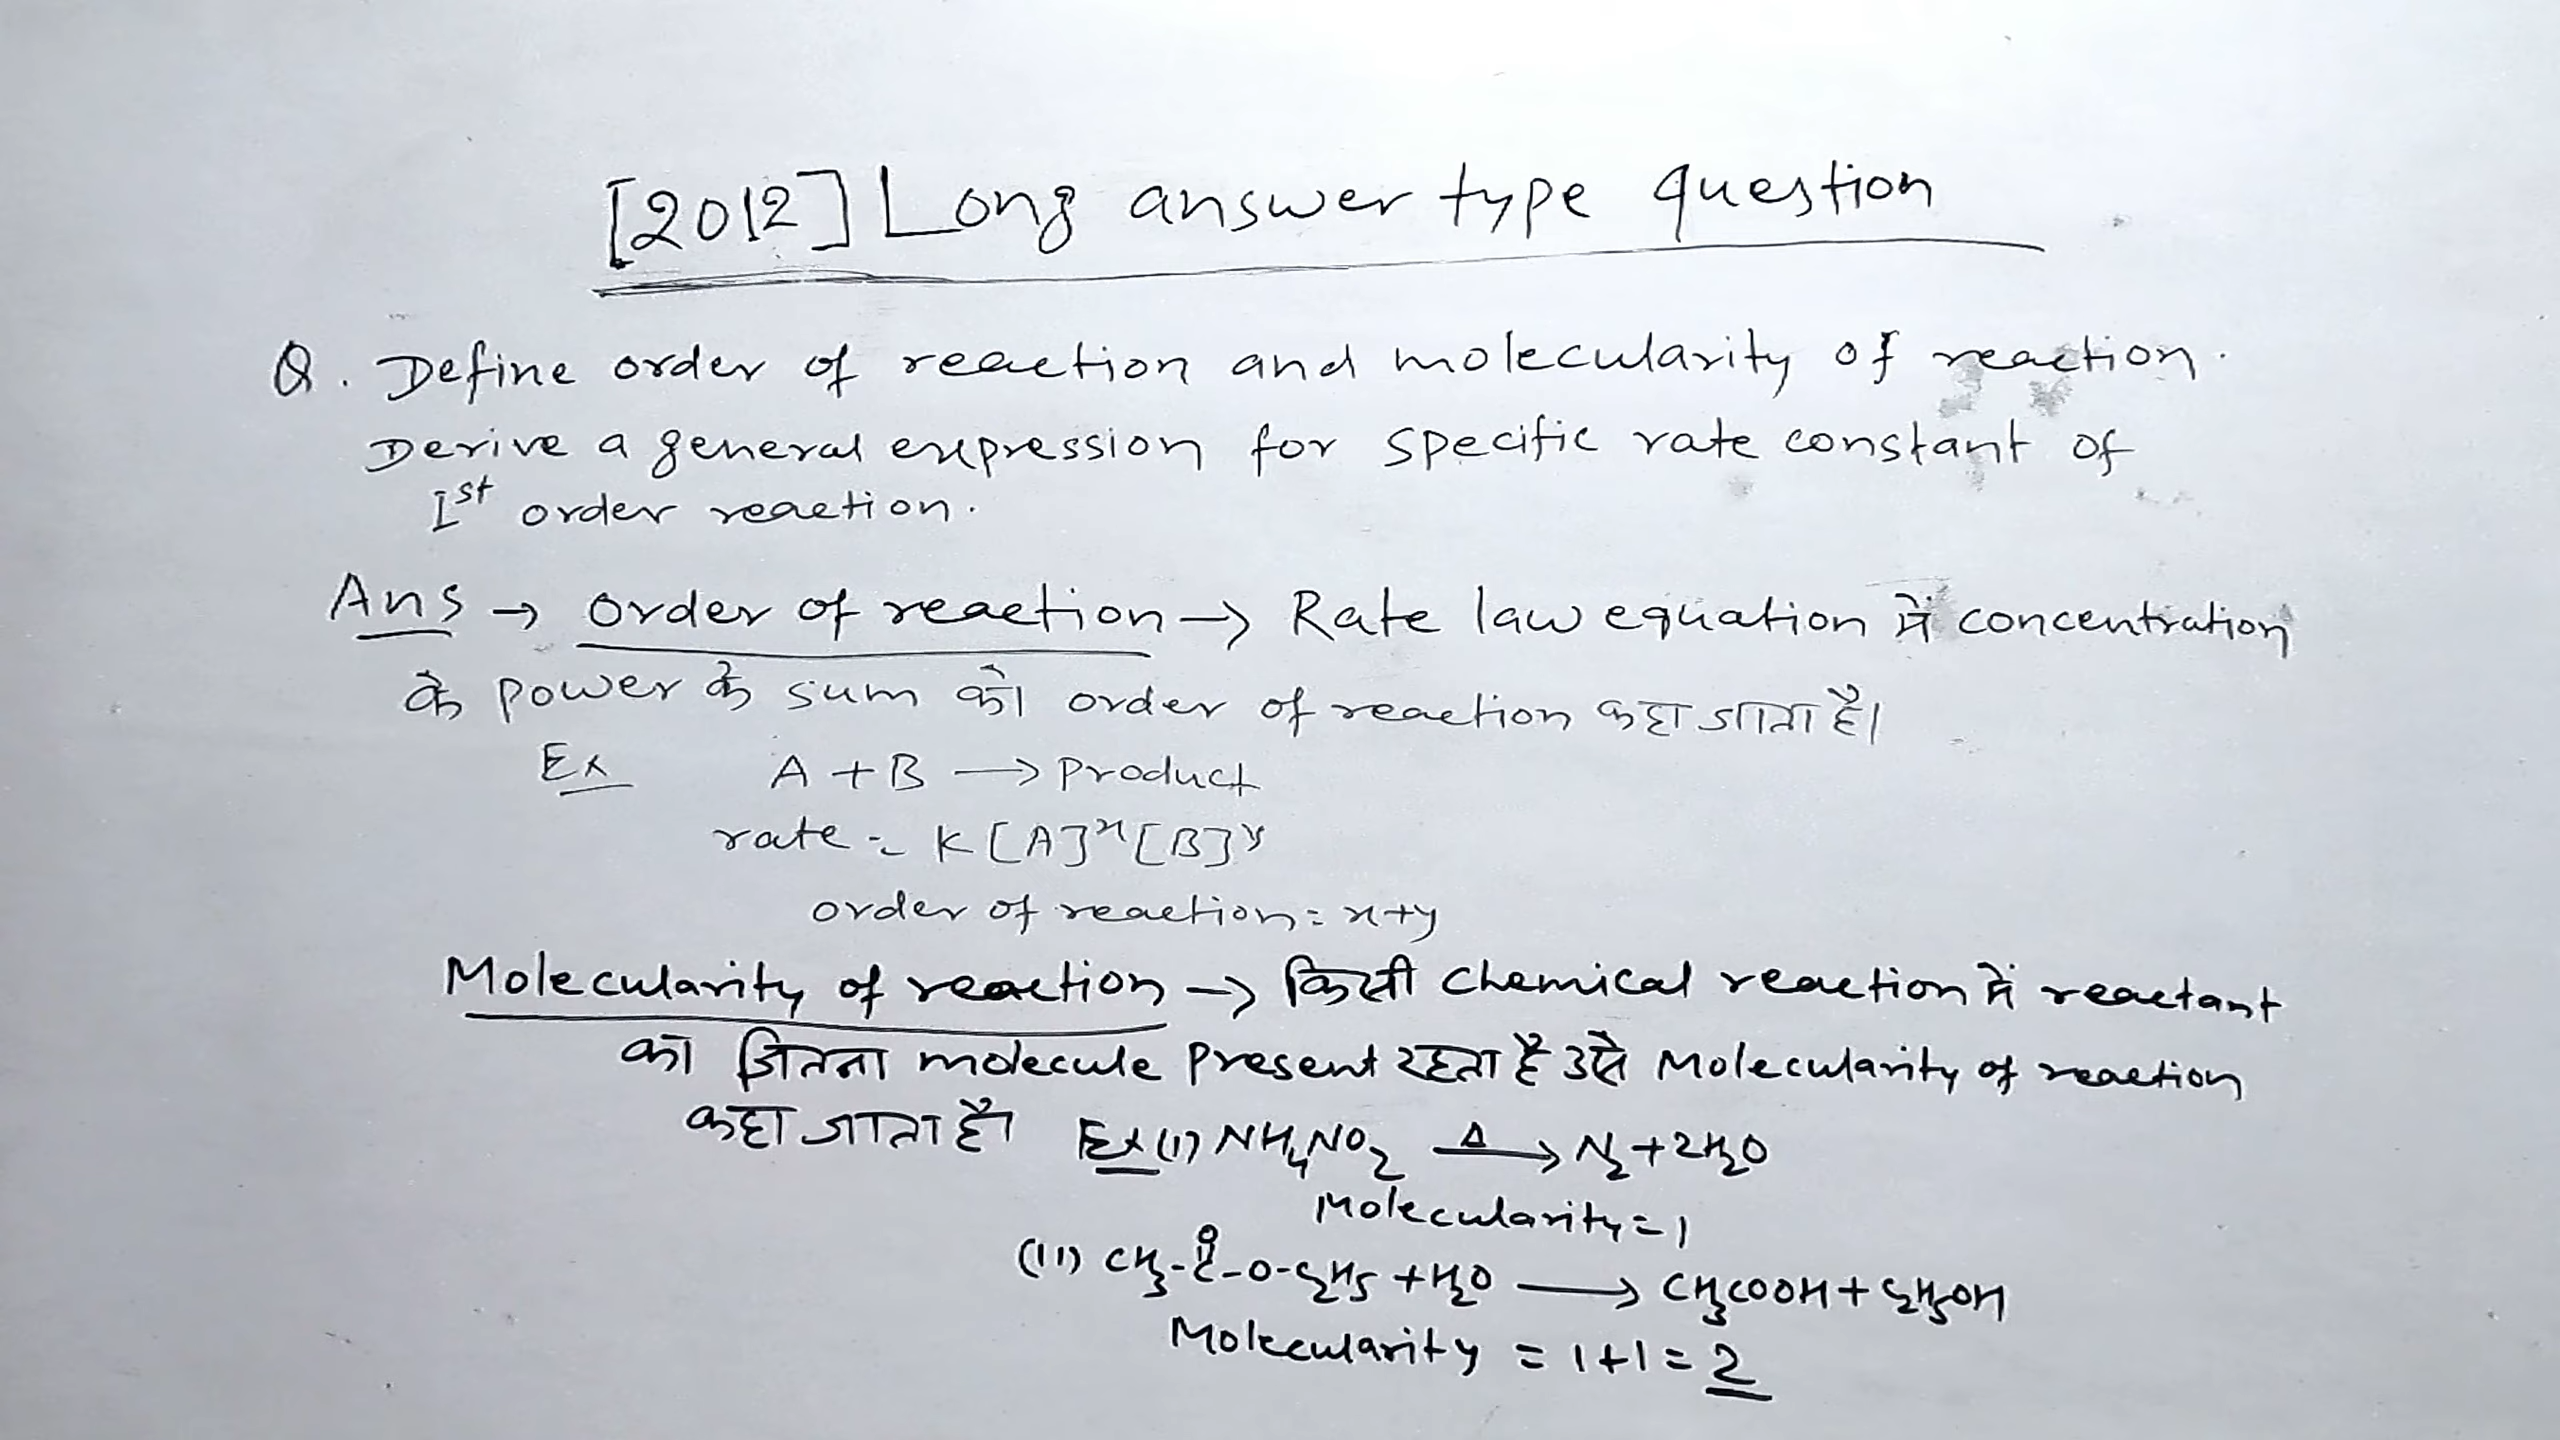 [2012] Long answer type question
Q. Define order of reaction and molecularity of reaction.
Derive a general expression for specific rate constant of
Ist order reaction.
Ans → order of reaction → Rate law equation में concentration
के power के sum को order of reaction कहा जाता है।
Ex A + B → product
rate = K[A]^x[B]^y
order of reaction = x+y
Molecularity of reaction → किसी chemical reaction में reactant
का जितना molecule present रहता है उसे Molecularity of reaction
कहा जाता है। Ex (i) NH₄NO₂ —Δ→ N₂ + 2H₂O
Molecularity = 1
(ii) CH₃-C(=O)-O-C₂H₅ + H₂O → CH₃COOH + C₂H₅OH
Molecularity = 1+1 = 2